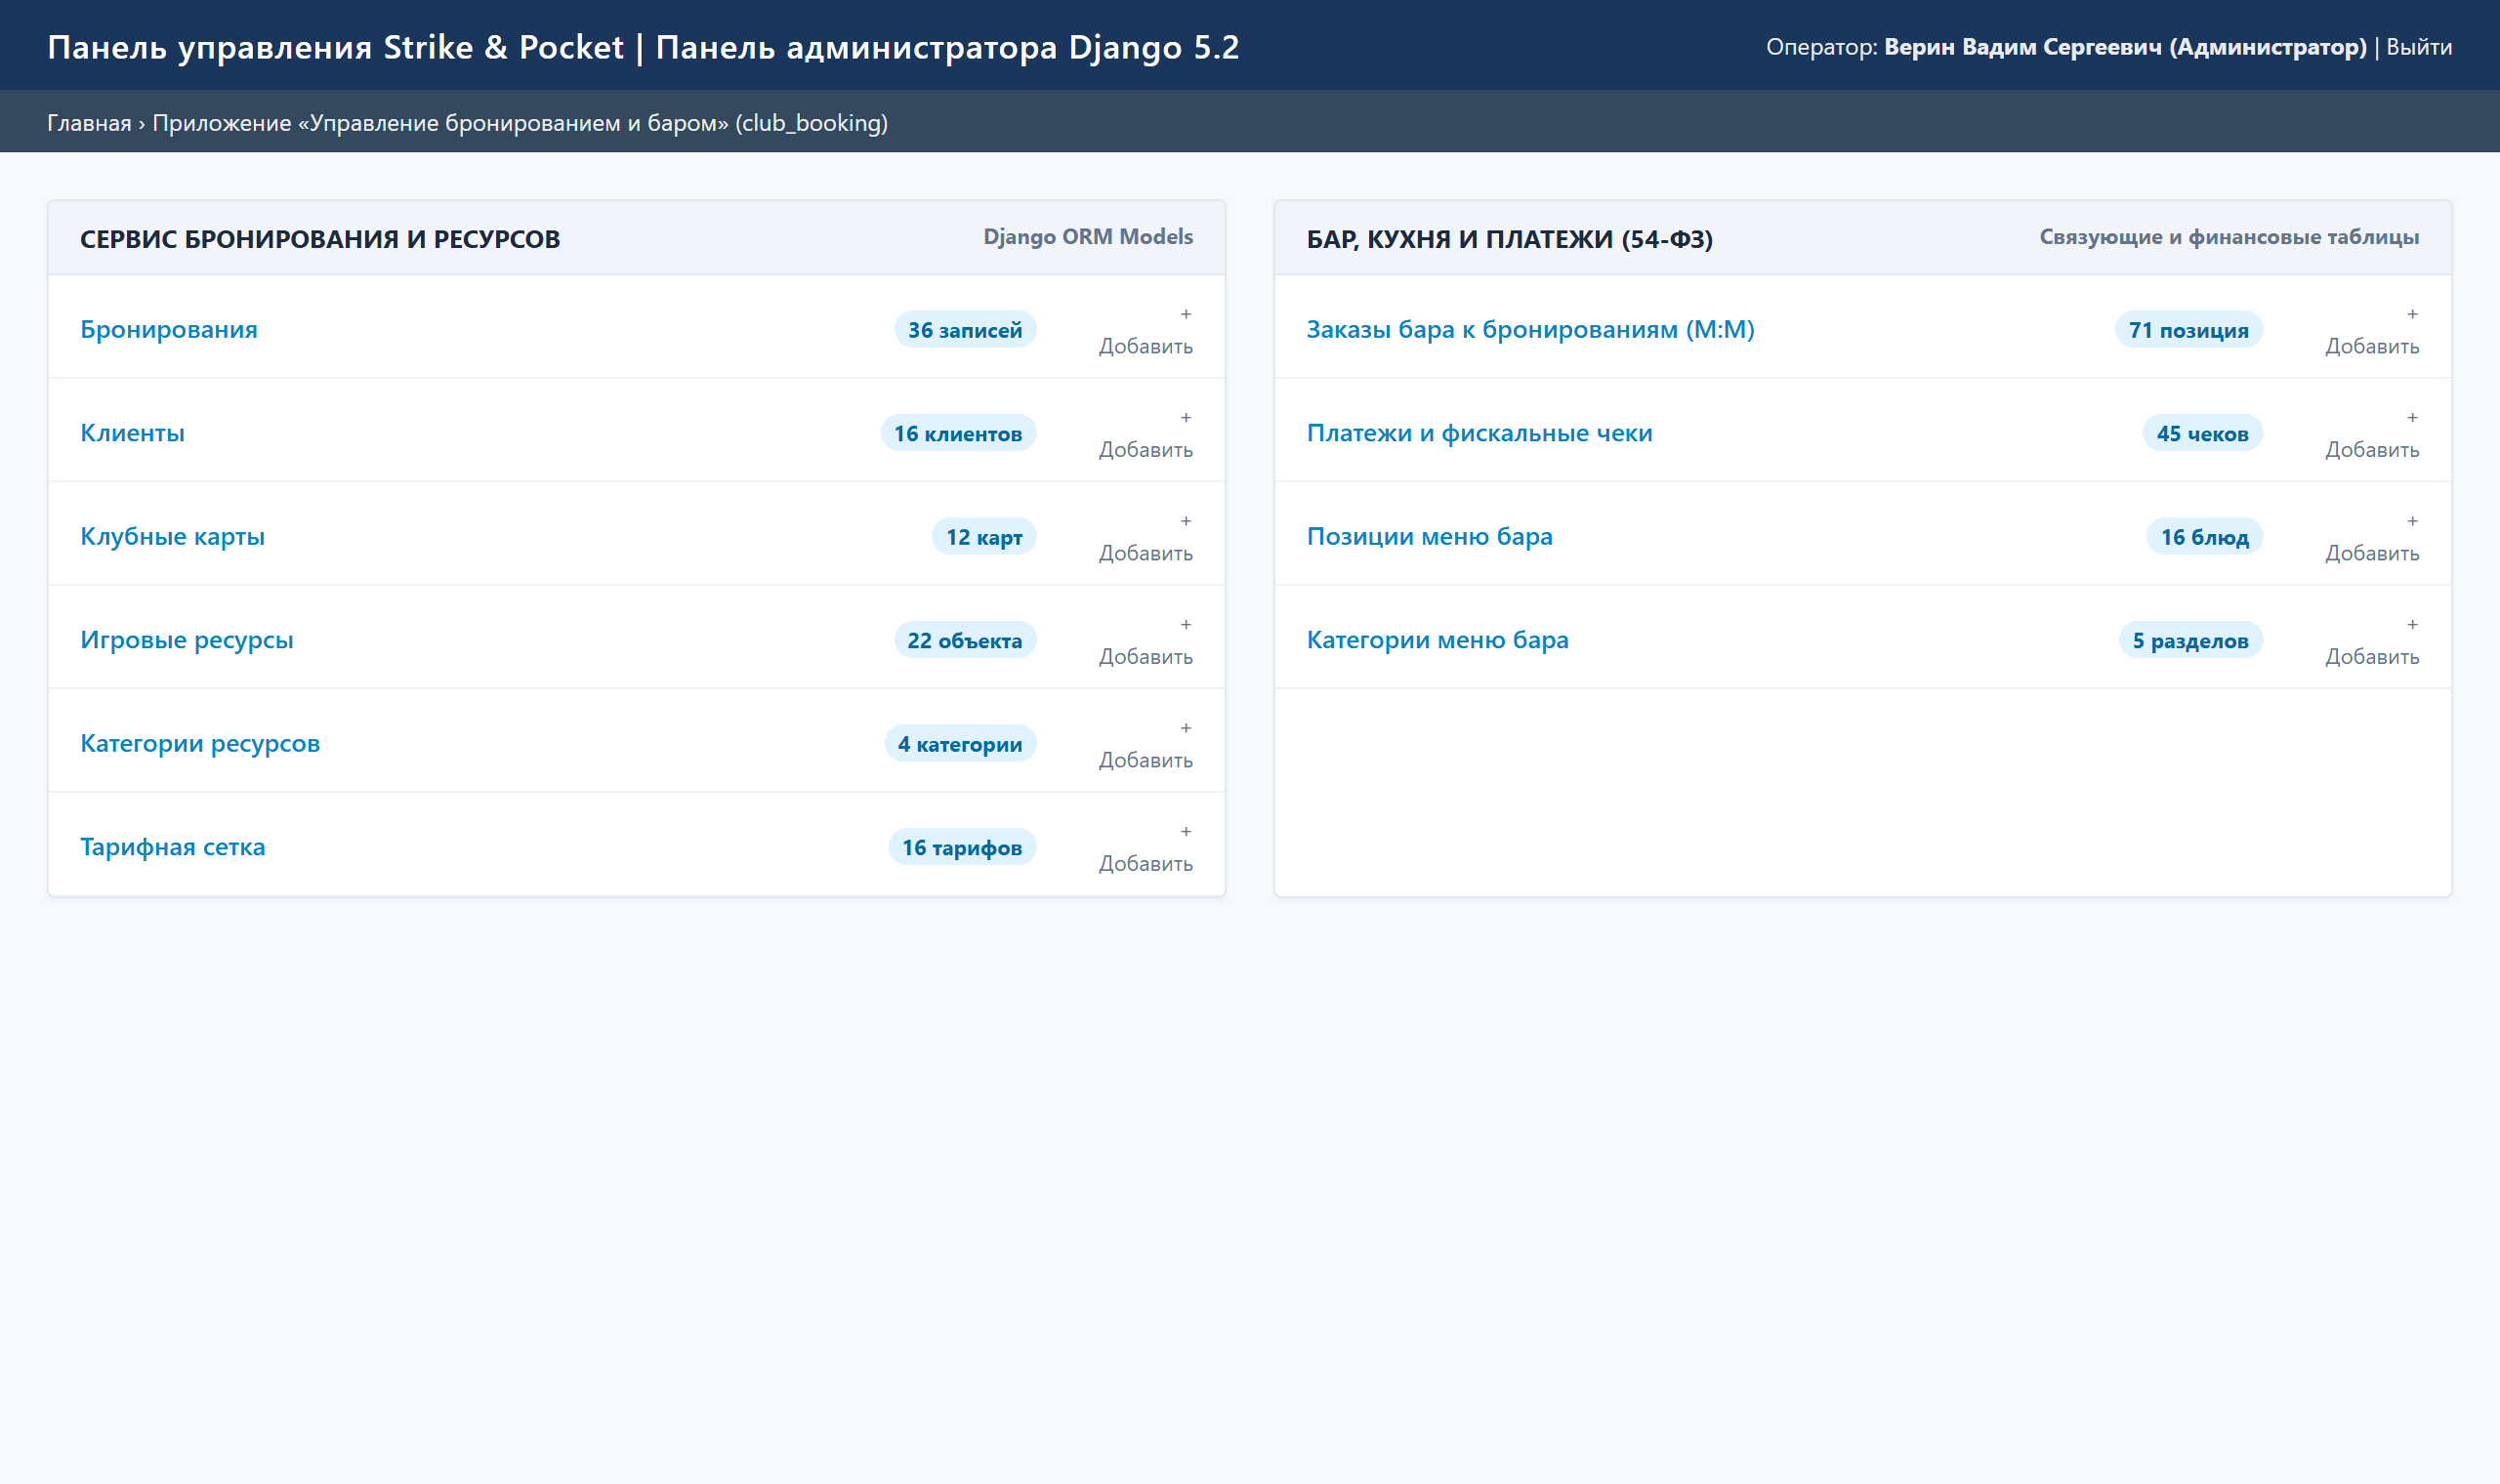 Панель управления Strike & Pocket | Панель администратора Django 5.2
Оператор: Верин Вадим Сергеевич (Администратор) | Выйти
Главная › Приложение «Управление бронированием и баром» (club_booking)
СЕРВИС БРОНИРОВАНИЯ И РЕСУРСОВ
Django ORM Models
Бронирования
36 записей
+
Добавить
Клиенты
16 клиентов
+
Добавить
Клубные карты
12 карт
+
Добавить
Игровые ресурсы
22 объекта
+
Добавить
Категории ресурсов
4 категории
+
Добавить
Тарифная сетка
16 тарифов
+
Добавить
БАР, КУХНЯ И ПЛАТЕЖИ (54-ФЗ)
Связующие и финансовые таблицы
Заказы бара к бронированиям (М:М)
71 позиция
+
Добавить
Платежи и фискальные чеки
45 чеков
+
Добавить
Позиции меню бара
16 блюд
+
Добавить
Категории меню бара
5 разделов
+
Добавить